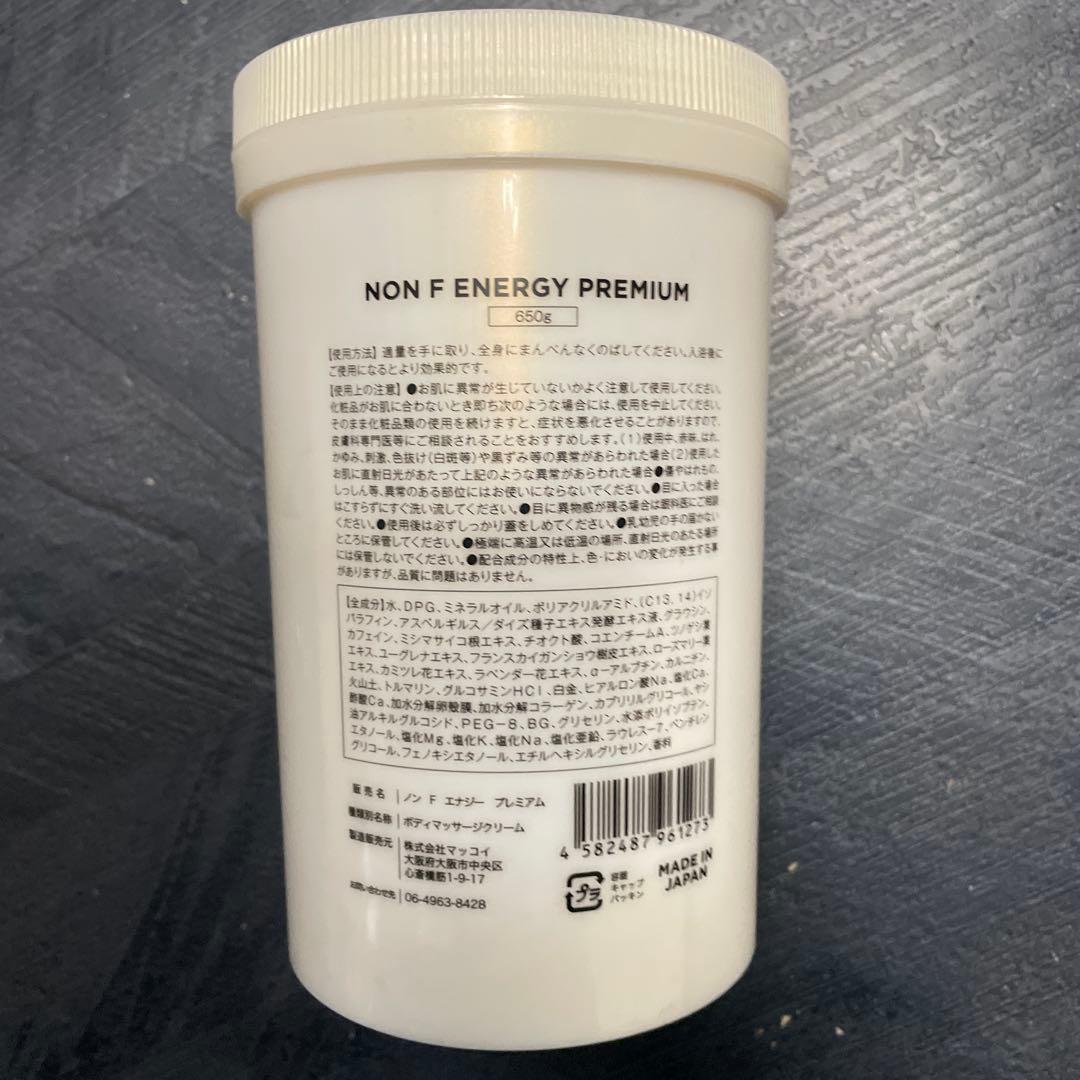 NON F ENERGY PREMIUM
650g
【使用方法】適量を手に取り、全身にまんべんなくのばしてください。入浴後に
ご使用になるとより効果的です。
【使用上の注意】●お肌に異常が生じていないかよく注意して使用してください。
化粧品がお肌に合わないとき即ち次のような場合には、使用を中止してください。
そのまま化粧品類の使用を続けますと、症状を悪化させることがありますので、
皮膚科専門医等にご相談されることをおすすめします。(1)使用中、赤味、はれ、
かゆみ、刺激、色抜け(白斑等)や黒ずみ等の異常があらわれた場合(2)使用した
お肌に直射日光があたって上記のような異常があらわれた場合●傷やはれもの、
しっしん等、異常のある部位にはお使いにならないでください。●目に入った場合
はこすらずにすぐ洗い流してください。●目に異物感が残る場合は眼科医にご相談
ください。●使用後は必ずしっかり蓋をしめてください。●乳幼児の手の届かない
ところに保管してください。●極端に高温又は低温の場所、直射日光のあたる場所
には保管しないでください。●配合成分の特性上、色・においの変化が発生する事
がありますが、品質に問題はありません。
【全成分】水、DPG、ミネラルオイル、ポリアクリルアミド、(C13,14)イソ
パラフィン、アスペルギルス/ダイズ種子エキス発酵エキス液、グラウシン、
カフェイン、ミシマサイコ根エキス、チオクト酸、コエンチームA、ツノゲシ葉
エキス、ユーグレナエキス、フランスカイガンショウ樹皮エキス、ローズマリー葉
エキス、カミツレ花エキス、ラベンダー花エキス、α-アルブチン、カルニチン、
火山土、トルマリン、グルコサミンHCl、白金、ヒアルロン酸Na、塩化Ca、
酢酸Ca、加水分解卵殻膜、加水分解コラーゲン、カプリリルグリコール、ヤシ
油アルキルグルコシド、PEG-8、BG、グリセリン、水添ポリイソブテン、
エタノール、塩化Mg、塩化K、塩化Na、塩化亜鉛、ラウレス-7、ペンチレン
グリコール、フェノキシエタノール、エチルヘキシルグリセリン、香料
販売名 ノン F エナジー プレミアム
種類別名称 ボディマッサージクリーム
製造販売元 株式会社マッコイ
大阪府大阪市中央区
心斎橋筋1-9-17
お問い合わせ先 06-4963-8428
4 582487 961273
プラ
容器
キャップ
パッキン
MADE IN
JAPAN